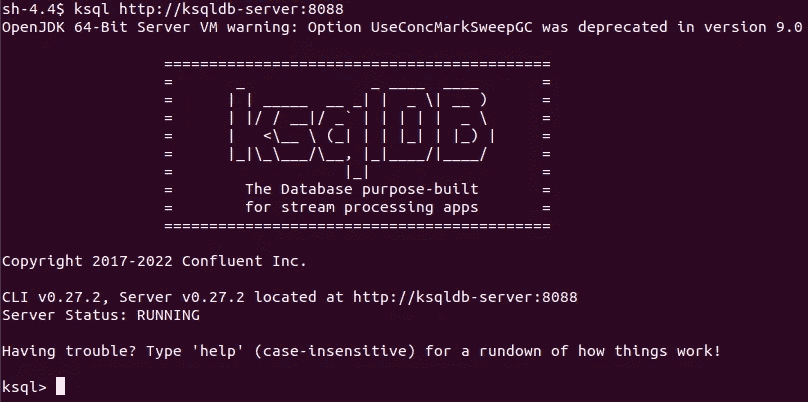 sh-4.4$ ksql http://ksqldb-server:8088
OpenJDK 64-Bit Server VM warning: Option UseConcMarkSweepGC was deprecated in version 9.0
===========================================
=       _              _ ____  ____       =
=      | | _____  __ _| |  _ \| __ )      =
=      | |/ / __|/ _` | | | | |  _ \      =
=      |   <\__ \ (_| | | |_| | |_) |     =
=      |_|\_\___/\__, |_|____/|____/      =
=                   |_|                   =
=        The Database purpose-built       =
=        for stream processing apps       =
===========================================
Copyright 2017-2022 Confluent Inc.
CLI v0.27.2, Server v0.27.2 located at http://ksqldb-server:8088
Server Status: RUNNING
Having trouble? Type 'help' (case-insensitive) for a rundown of how things work!
ksql>